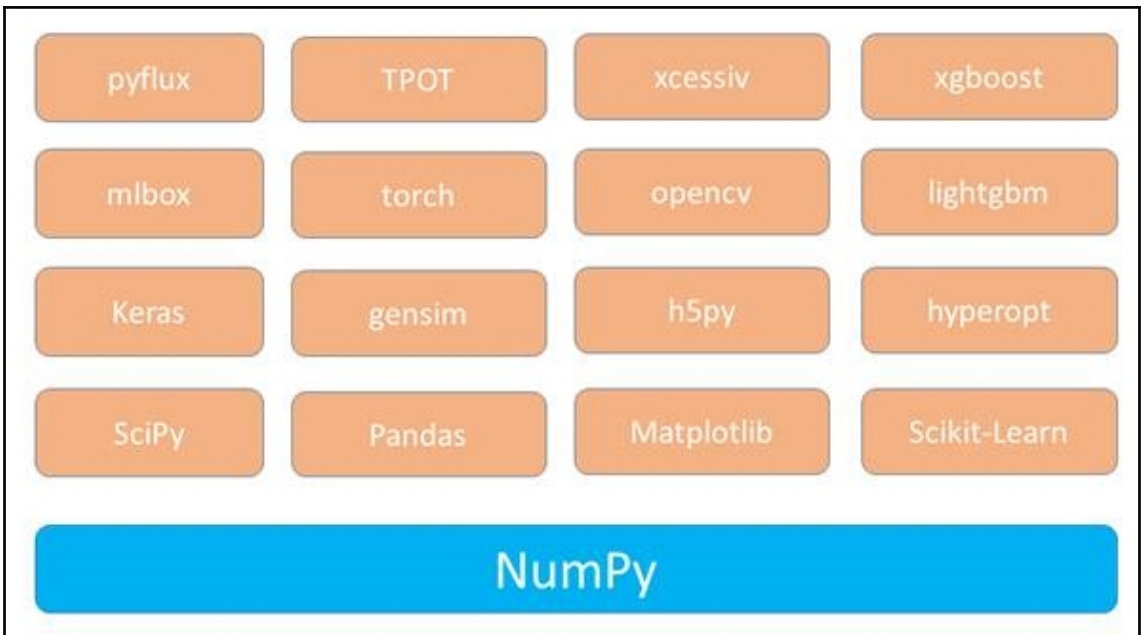 pyflux TPOT xcessiv xgboost
mlbox torch opencv lightgbm
Keras gensim h5py hyperopt
SciPy Pandas Matplotlib Scikit-Learn
NumPy